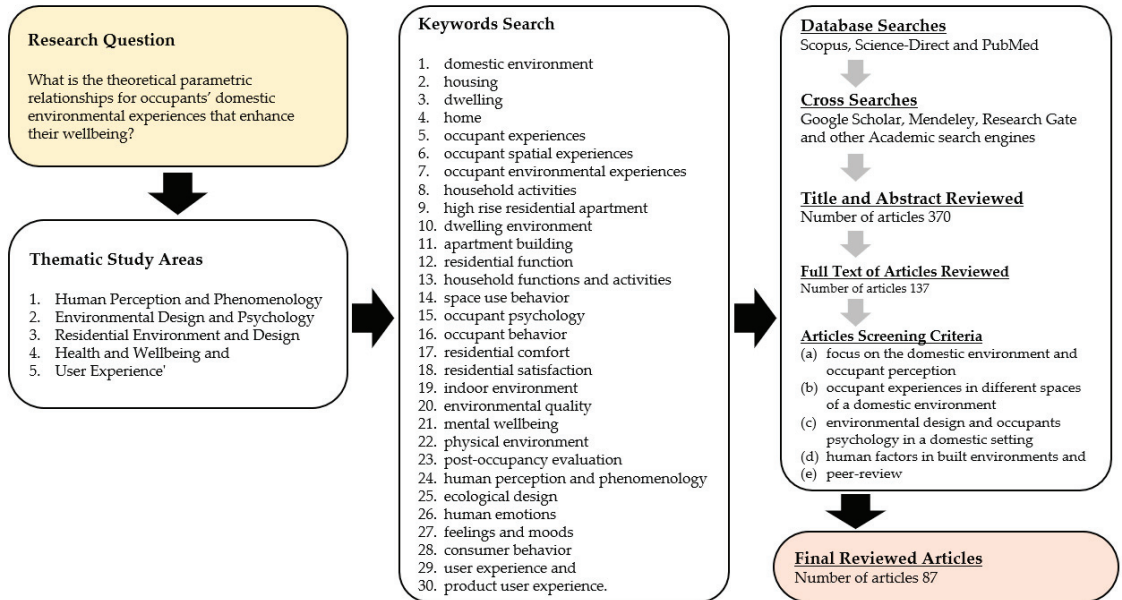 Research Question
What is the theoretical parametric
relationships for occupants' domestic
environmental experiences that enhance
their wellbeing?
Thematic Study Areas
1. Human Perception and Phenomenology
2. Environmental Design and Psychology
3. Residential Environment and Design
4. Health and Wellbeing and
5. User Experience'
Keywords Search
1. domestic environment
2. housing
3. dwelling
4. home
5. occupant experiences
6. occupant spatial experiences
7. occupant environmental experiences
8. household activities
9. high rise residential apartment
10. dwelling environment
11. apartment building
12. residential function
13. household functions and activities
14. space use behavior
15. occupant psychology
16. occupant behavior
17. residential comfort
18. residential satisfaction
19. indoor environment
20. environmental quality
21. mental wellbeing
22. physical environment
23. post-occupancy evaluation
24. human perception and phenomenology
25. ecological design
26. human emotions
27. feelings and moods
28. consumer behavior
29. user experience and
30. product user experience.
Database Searches
Scopus, Science-Direct and PubMed
Cross Searches
Google Scholar, Mendeley, Research Gate
and other Academic search engines
Title and Abstract Reviewed
Number of articles 370
Full Text of Articles Reviewed
Number of articles 137
Articles Screening Criteria
(a) focus on the domestic environment and
occupant perception
(b) occupant experiences in different spaces
of a domestic environment
(c) environmental design and occupants
psychology in a domestic setting
(d) human factors in built environments and
(e) peer-review
Final Reviewed Articles
Number of articles 87